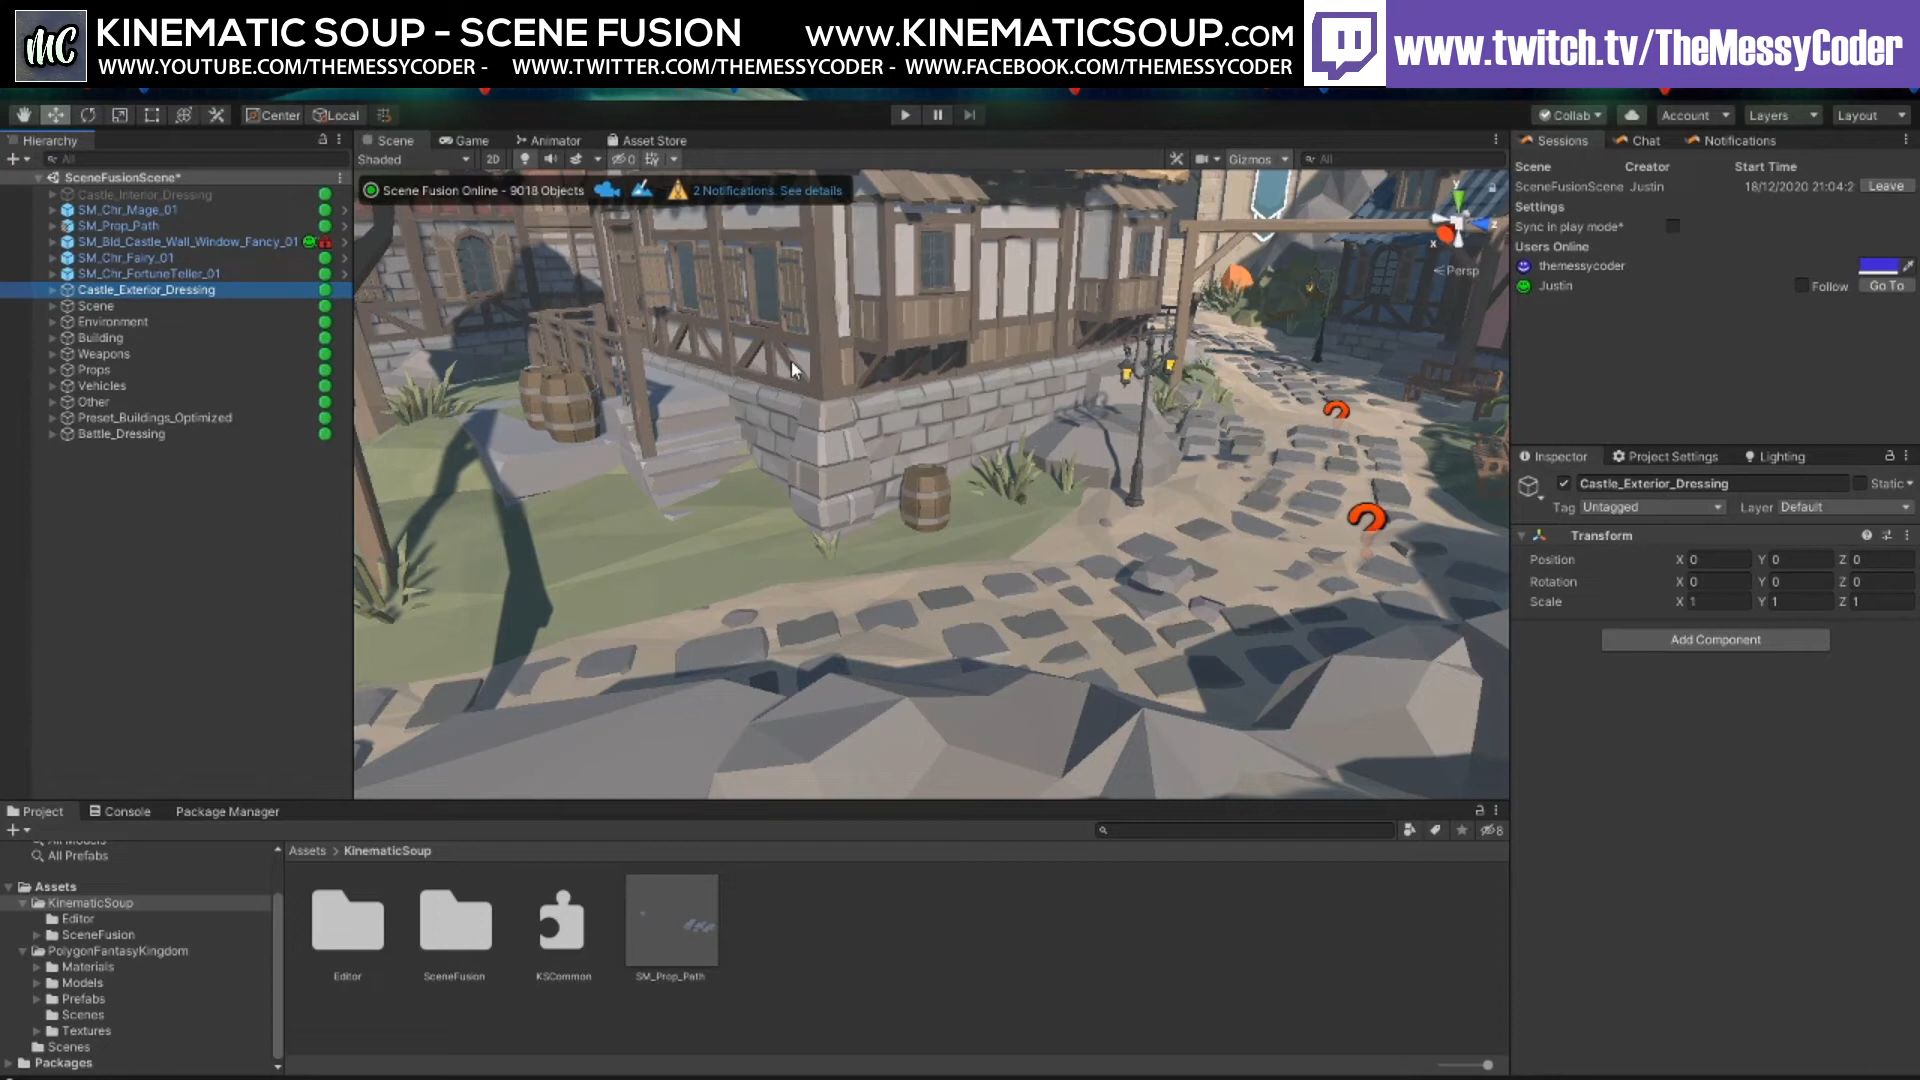 MC
KINEMATIC SOUP - SCENE FUSION
WWW.KINEMATICSOUP.COM
www.twitch.tv/TheMessyCoder
WWW.YOUTUBE.COM/THEMESSYCODER - WWW.TWITTER.COM/THEMESSYCODER - WWW.FACEBOOK.COM/THEMESSYCODER
Center
Local
Collab
Account
Layers
Layout
Hierarchy
All
SceneFusionScene*
Castle_Interior_Dressing
SM_Chr_Mage_01
SM_Prop_Path
SM_Bld_Castle_Wall_Window_Fancy_01
SM_Chr_Fairy_01
SM_Chr_FortuneTeller_01
Castle_Exterior_Dressing
Scene
Environment
Building
Weapons
Props
Vehicles
Other
Preset_Buildings_Optimized
Battle_Dressing
Scene
Game
Animator
Asset Store
Shaded
2D
0
Gizmos
All
Scene Fusion Online - 9018 Objects
2 Notifications. See details
y
x
z
Persp
Sessions
Chat
Notifications
Scene
Creator
Start Time
SceneFusionScene
Justin
18/12/2020 21:04:2
Leave
Settings
Sync in play mode*
Users Online
themessycoder
Justin
Follow
Go To
Inspector
Project Settings
Lighting
Castle_Exterior_Dressing
Static
Tag Untagged
Layer Default
Transform
Position X 0 Y 0 Z 0
Rotation X 0 Y 0 Z 0
Scale X 1 Y 1 Z 1
Add Component
Project
Console
Package Manager
8
All Models
All Prefabs
Assets
KinematicSoup
Editor
SceneFusion
PolygonFantasyKingdom
Materials
Models
Prefabs
Scenes
Textures
Scenes
Packages
Assets > KinematicSoup
Editor
SceneFusion
KSCommon
SM_Prop_Path